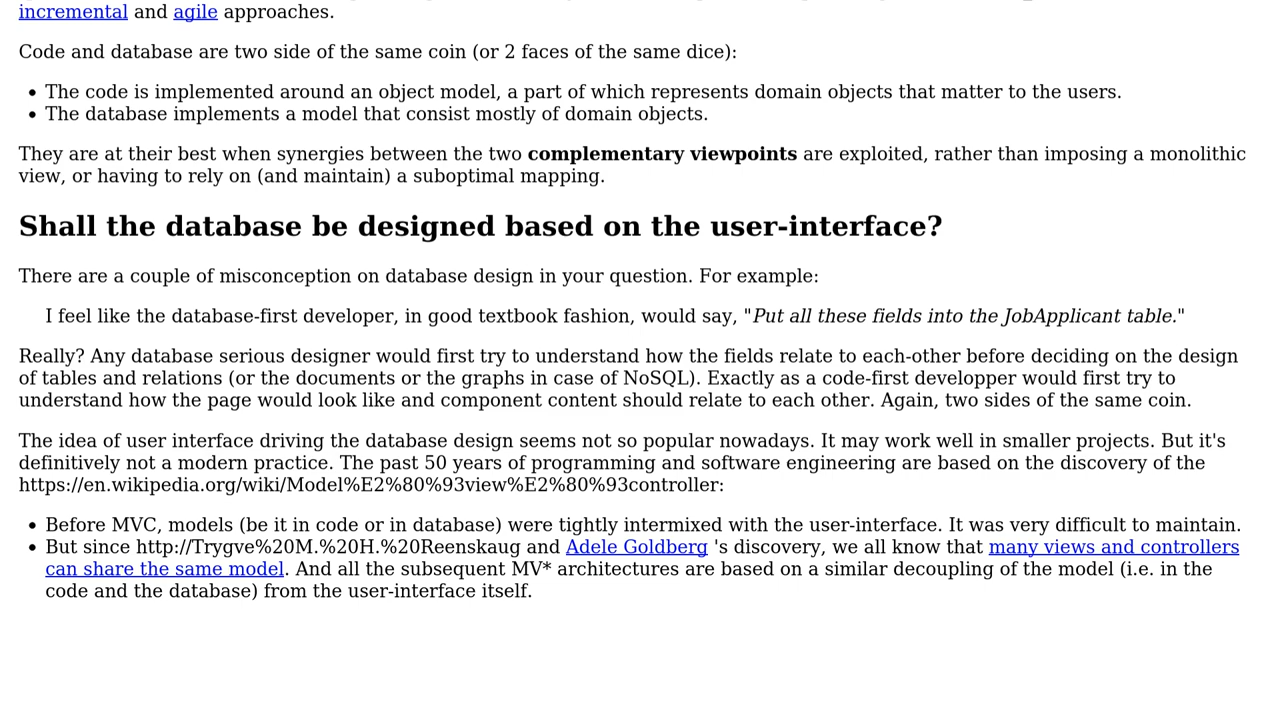 incremental and agile approaches.
Code and database are two side of the same coin (or 2 faces of the same dice):
The code is implemented around an object model, a part of which represents domain objects that matter to the users.
The database implements a model that consist mostly of domain objects.
They are at their best when synergies between the two complementary viewpoints are exploited, rather than imposing a monolithic
view, or having to rely on (and maintain) a suboptimal mapping.
Shall the database be designed based on the user-interface?
There are a couple of misconception on database design in your question. For example:
I feel like the database-first developer, in good textbook fashion, would say, "Put all these fields into the JobApplicant table."
Really? Any database serious designer would first try to understand how the fields relate to each-other before deciding on the design
of tables and relations (or the documents or the graphs in case of NoSQL). Exactly as a code-first developper would first try to
understand how the page would look like and component content should relate to each other. Again, two sides of the same coin.
The idea of user interface driving the database design seems not so popular nowadays. It may work well in smaller projects. But it's
definitively not a modern practice. The past 50 years of programming and software engineering are based on the discovery of the
https://en.wikipedia.org/wiki/Model%E2%80%93view%E2%80%93controller:
Before MVC, models (be it in code or in database) were tightly intermixed with the user-interface. It was very difficult to maintain.
But since http://Trygve%20M.%20H.%20Reenskaug and Adele Goldberg 's discovery, we all know that many views and controllers
can share the same model. And all the subsequent MV* architectures are based on a similar decoupling of the model (i.e. in the
code and the database) from the user-interface itself.